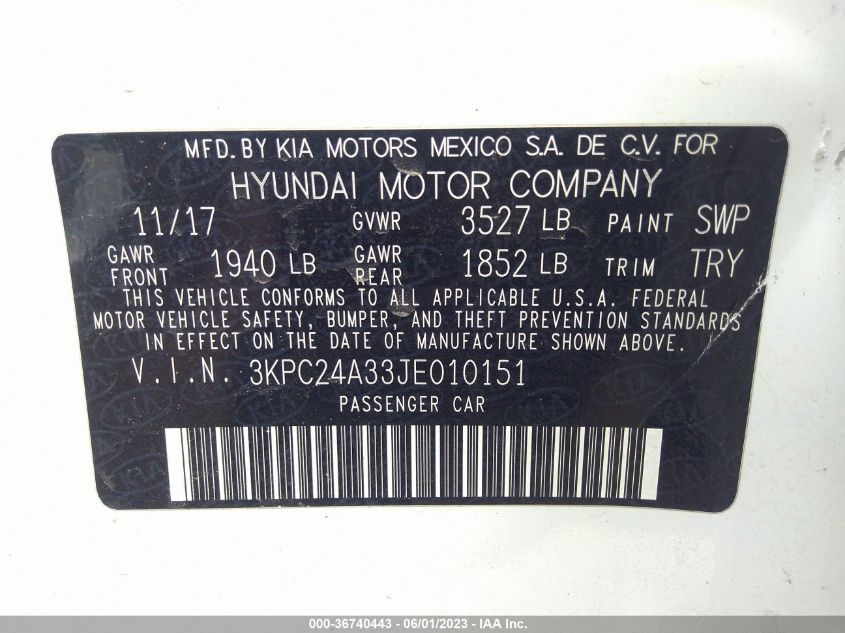 MFD. BY KIA MOTORS MEXICO S.A. DE C.V. FOR
HYUNDAI MOTOR COMPANY
11/17 GVWR 3527 LB PAINT SWP
GAWR FRONT 1940 LB GAWR REAR 1852 LB TRIM TRY
THIS VEHICLE CONFORMS TO ALL APPLICABLE U.S.A. FEDERAL
MOTOR VEHICLE SAFETY, BUMPER, AND THEFT PREVENTION STANDARDS
IN EFFECT ON THE DATE OF MANUFACTURE SHOWN ABOVE.
V.I.N. 3KPC24A33JE010151
PASSENGER CAR
000-36740443 - 06/01/2023 - IAA Inc.